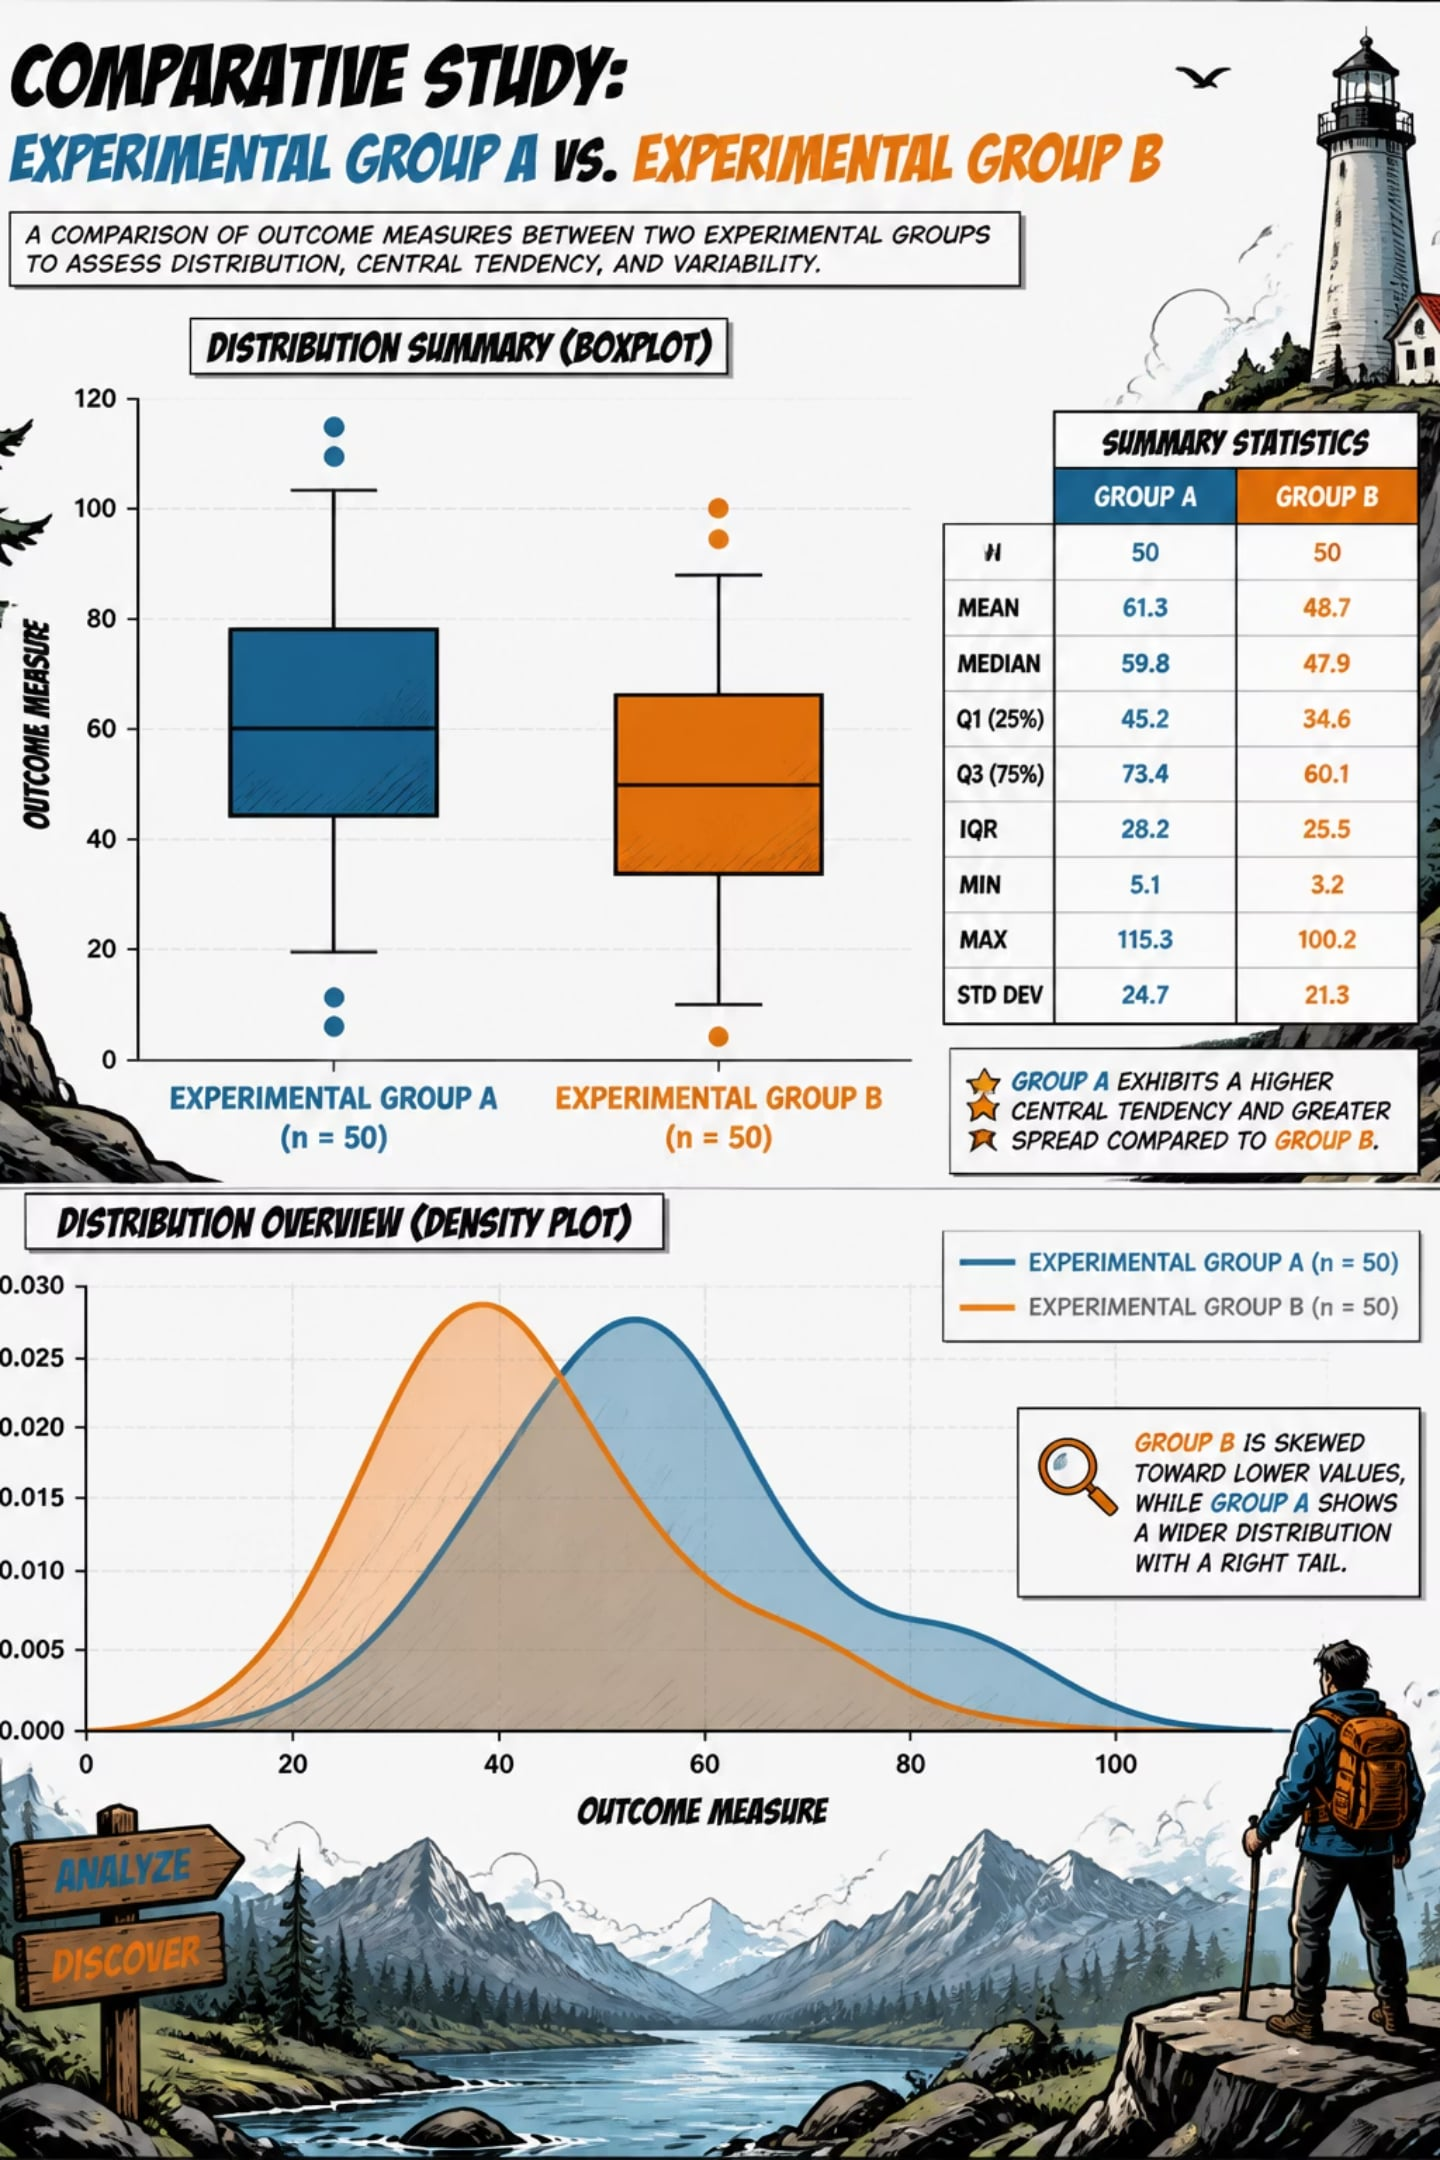 COMPARATIVE STUDY:
EXPERIMENTAL GROUP A VS. EXPERIMENTAL GROUP B
A COMPARISON OF OUTCOME MEASURES BETWEEN TWO EXPERIMENTAL GROUPS
TO ASSESS DISTRIBUTION, CENTRAL TENDENCY, AND VARIABILITY.
DISTRIBUTION SUMMARY (BOXPLOT)
120
100
80
60
40
20
0
OUTCOME MEASURE
EXPERIMENTAL GROUP A
(n = 50)
EXPERIMENTAL GROUP B
(n = 50)
SUMMARY STATISTICS
GROUP A GROUP B
N 50 50
MEAN 61.3 48.7
MEDIAN 59.8 47.9
Q1 (25%) 45.2 34.6
Q3 (75%) 73.4 60.1
IQR 28.2 25.5
MIN 5.1 3.2
MAX 115.3 100.2
STD DEV 24.7 21.3
GROUP A EXHIBITS A HIGHER
CENTRAL TENDENCY AND GREATER
SPREAD COMPARED TO GROUP B.
DISTRIBUTION OVERVIEW (DENSITY PLOT)
EXPERIMENTAL GROUP A (n = 50)
EXPERIMENTAL GROUP B (n = 50)
0.030
0.025
0.020
0.015
0.010
0.005
0.000
0 20 40 60 80 100
OUTCOME MEASURE
GROUP B IS SKEWED
TOWARD LOWER VALUES,
WHILE GROUP A SHOWS
A WIDER DISTRIBUTION
WITH A RIGHT TAIL.
ANALYZE
DISCOVER